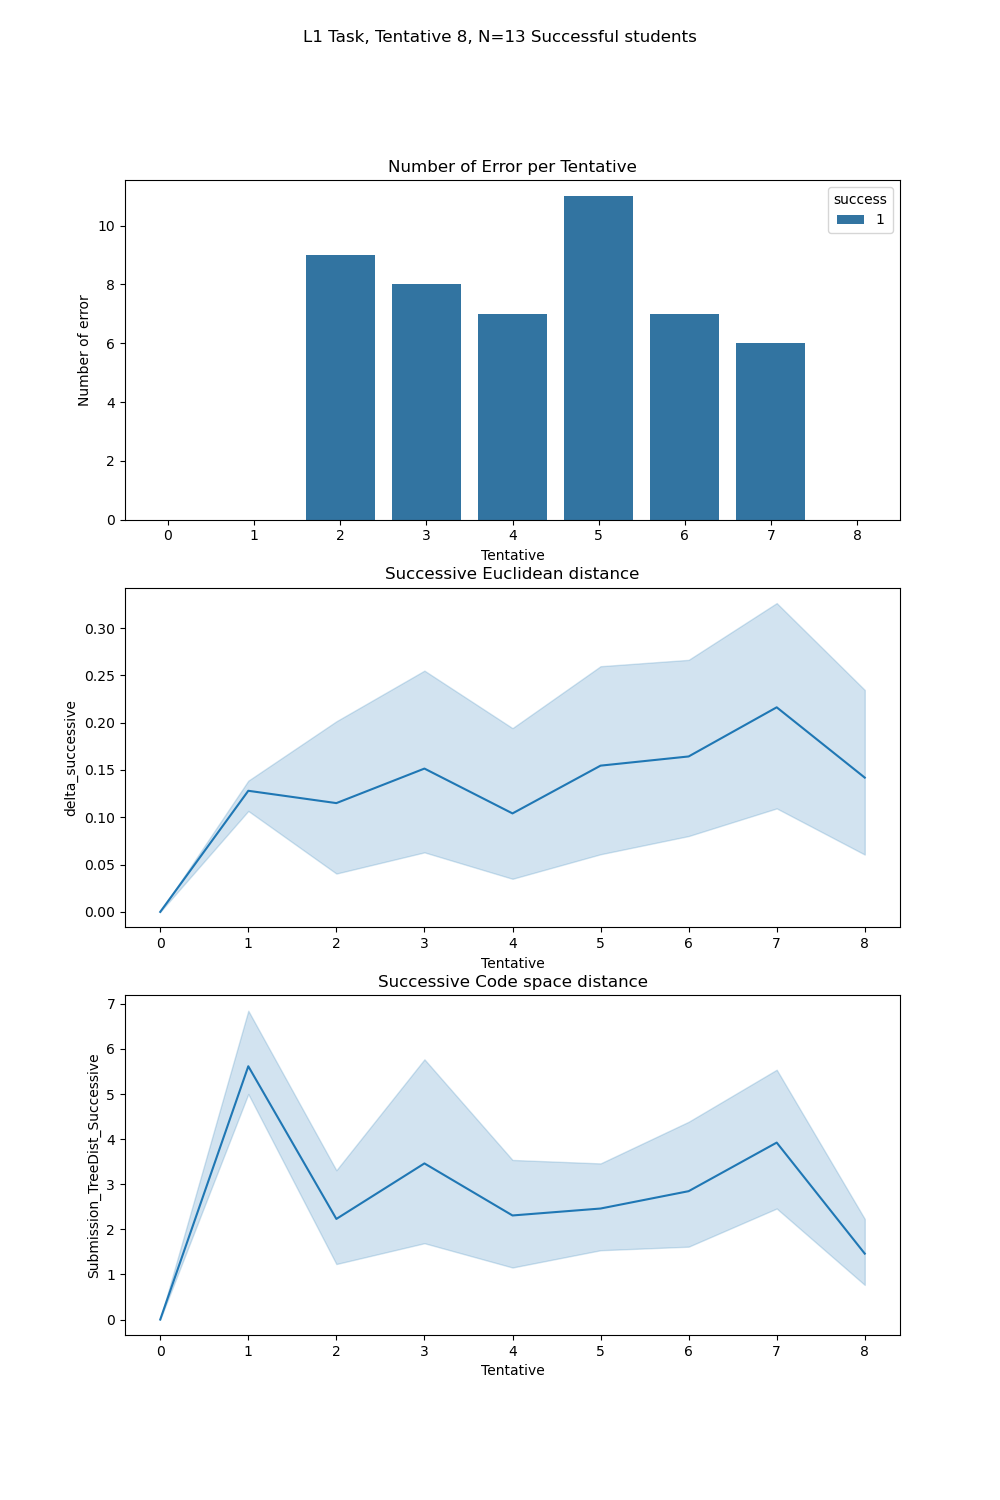 L1 Task, Tentative 8, N=13 Successful students
Number of Error per Tentative
success
1
Number of error
10
8
6
4
2
0
0 1 2 3 4 5 6 7 8
Tentative
Successive Euclidean distance
delta_successive
0.30
0.25
0.20
0.15
0.10
0.05
0.00
0 1 2 3 4 5 6 7 8
Tentative
Successive Code space distance
Submission_TreeDist_Successive
7
6
5
4
3
2
1
0
0 1 2 3 4 5 6 7 8
Tentative